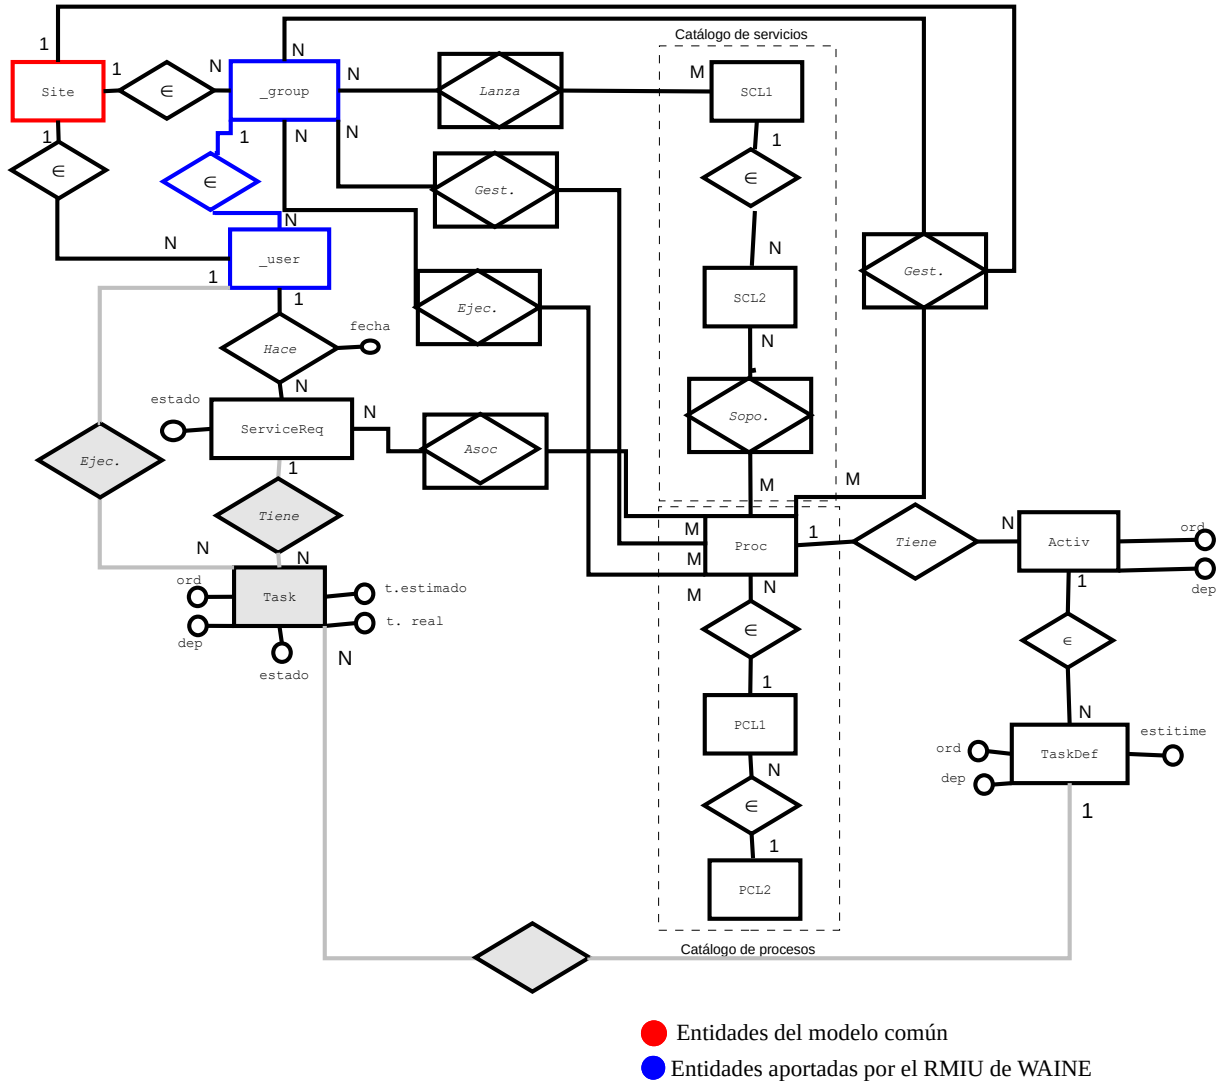 Catálogo de servicios
1
1
N
N
N
M
Site
∈
_group
Lanza
SCL1
1
1
N
N
1
∈
∈
∈
Gest.
N
N
N
_user
Gest.
1
1
SCL2
Ejec.
fecha
N
Hace
N
estado
N
Sopo.
ServiceReq
Asoc
Ejec.
1
M
M
Tiene
M
1
N
ord
Proc
Tiene
Activ
N
N
M
ord
t.estimado
M
N
1
dep
Task
t. real
∈
∈
dep
N
estado
1
N
PCL1
ord
TaskDef
estitime
N
dep
∈
1
1
PCL2
Catálogo de procesos
Entidades del modelo común
Entidades aportadas por el RMIU de WAINE